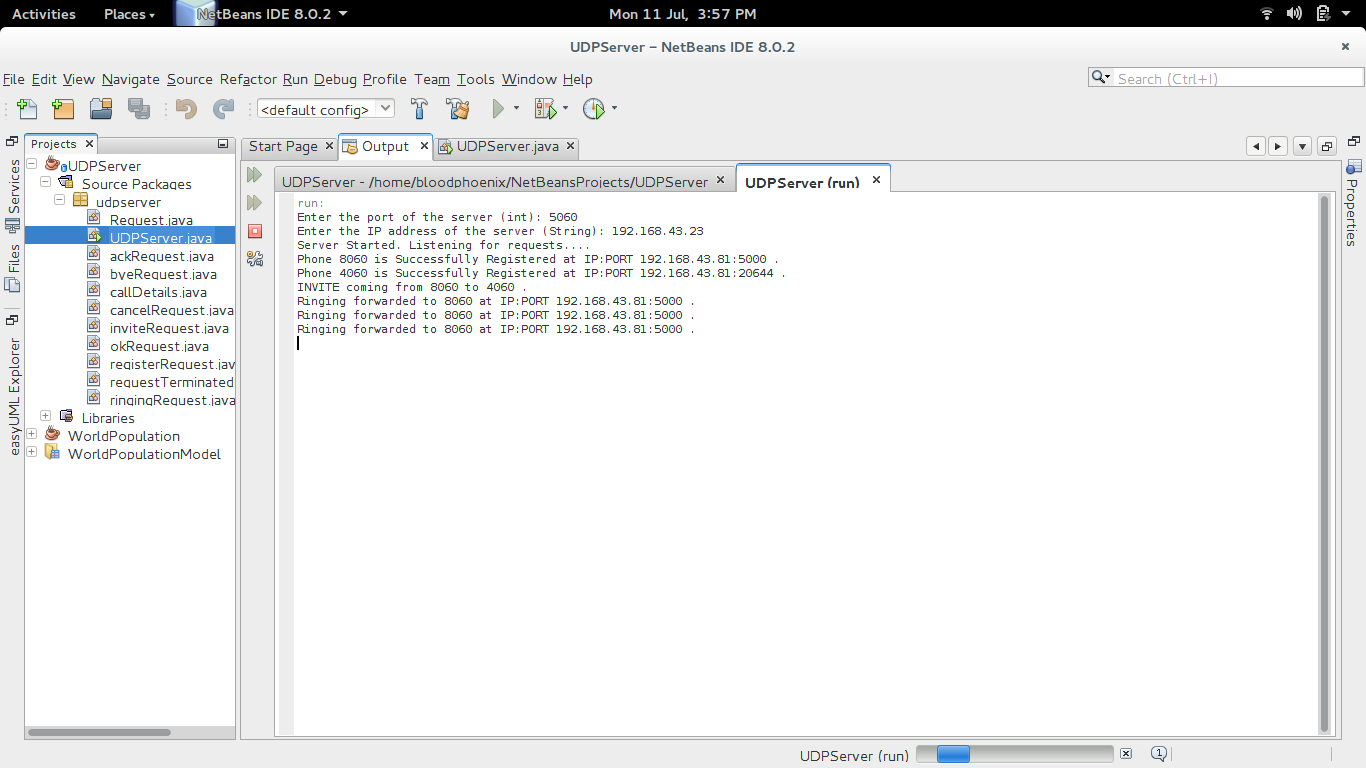 Activities Places NetBeans IDE 8.0.2 Mon 11 Jul, 3:57 PM
UDPServer – NetBeans IDE 8.0.2
File Edit View Navigate Source Refactor Run Debug Profile Team Tools Window Help
Search (Ctrl+I)
<default config>
Projects
UDPServer
Source Packages
udpserver
Request.java
UDPServer.java
ackRequest.java
byeRequest.java
callDetails.java
cancelRequest.java
inviteRequest.java
okRequest.java
registerRequest.jav
requestTerminated
ringingRequest.java
Libraries
WorldPopulation
WorldPopulationModel
Services
Files
easyUML Explorer
Start Page Output UDPServer.java
UDPServer - /home/bloodphoenix/NetBeansProjects/UDPServer UDPServer (run)
run:
Enter the port of the server (int): 5060
Enter the IP address of the server (String): 192.168.43.23
Server Started. Listening for requests....
Phone 8060 is Successfully Registered at IP:PORT 192.168.43.81:5000 .
Phone 4060 is Successfully Registered at IP:PORT 192.168.43.81:20644 .
INVITE coming from 8060 to 4060 .
Ringing forwarded to 8060 at IP:PORT 192.168.43.81:5000 .
Ringing forwarded to 8060 at IP:PORT 192.168.43.81:5000 .
Ringing forwarded to 8060 at IP:PORT 192.168.43.81:5000 .
Properties
UDPServer (run) 1